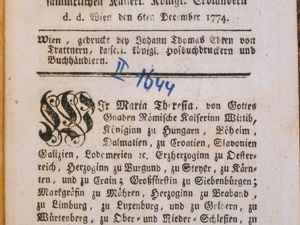 sämmtlichen Kaiserl. Königl. Erbländern
d. d. Wien den 6ten December 1774.
Wien, gedruckt bey Johann Thomas Edlen von
Trattnern, kaiserl. königl. Hofbuchdruckern und
Buchhändlern.
II 1644
Wir Maria Theresia, von Gottes
Gnaden Römische Kaiserinn Wittib,
Königinn zu Hungarn, Böheim,
Dalmatien, zu Croatien, Slavonien
Galizien, Lodomerien ꝛc. Erzherzoginn zu Oester-
reich, Herzoginn zu Burgund, zu Steyer, zu Kärn-
ten, und zu Crain; Großfürstin zu Siebenbürgen;
Markgräfin zu Mähren, Herzoginn zu Braband,
zu Limburg, zu Luxenburg, und zu Geldern, zu
Würtenberg, zu Ober- und Nieder- Schlesien, zu